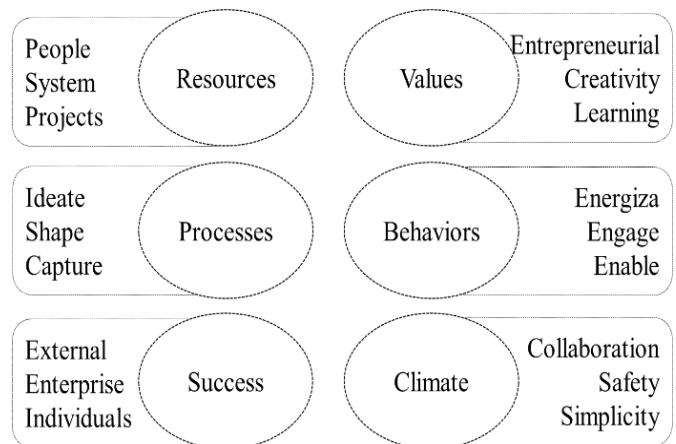 People
System
Projects
Resources
Values
Entrepreneurial
Creativity
Learning
Ideate
Shape
Capture
Processes
Behaviors
Energiza
Engage
Enable
External
Enterprise
Individuals
Success
Climate
Collaboration
Safety
Simplicity